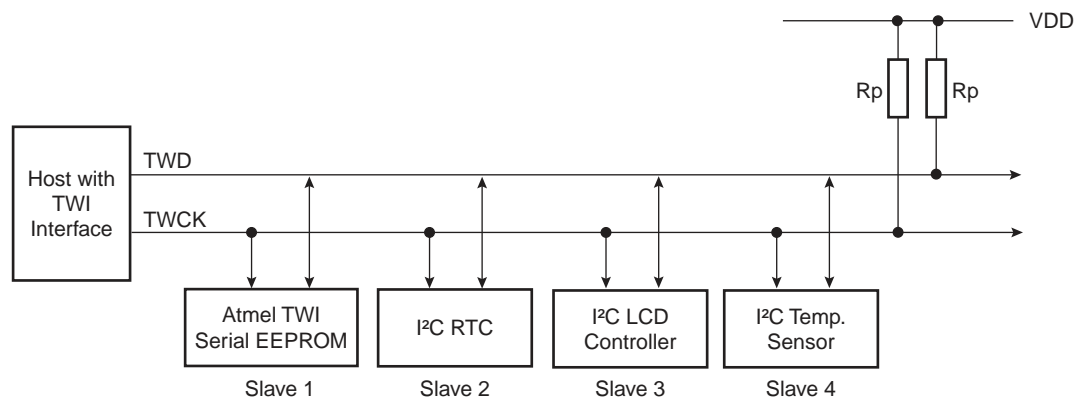 VDD
Rp
Rp
Host with
TWI
Interface
TWD
TWCK
Atmel TWI
Serial EEPROM
I²C RTC
I²C LCD
Controller
I²C Temp.
Sensor
Slave 1
Slave 2
Slave 3
Slave 4